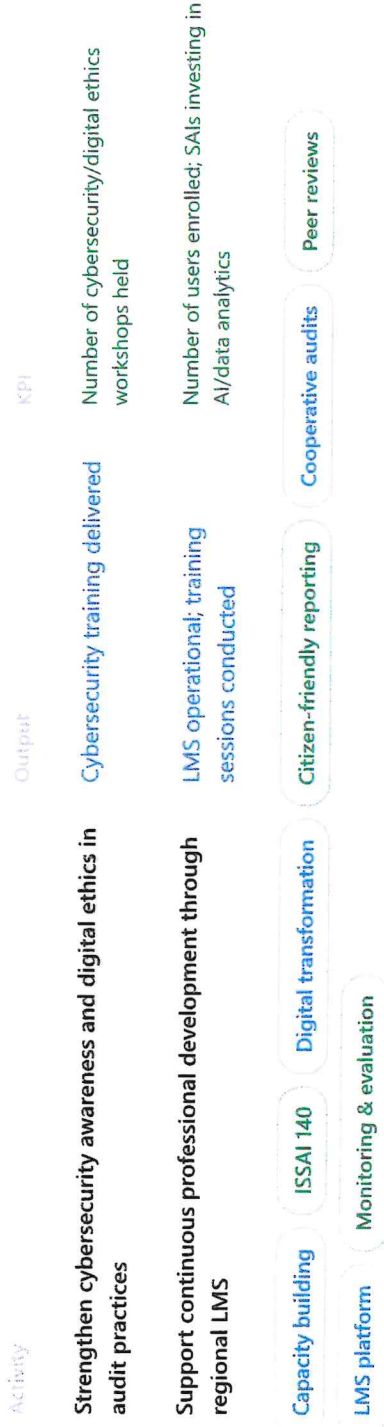 Activity Output KPI
Strengthen cybersecurity awareness and digital ethics in Cybersecurity training delivered Number of cybersecurity/digital ethics
audit practices workshops held
Support continuous professional development through LMS operational; training Number of users enrolled; SAIs investing in
regional LMS sessions conducted AI/data analytics
Capacity building ISSAI 140 Digital transformation Citizen-friendly reporting Cooperative audits Peer reviews
LMS platform Monitoring & evaluation